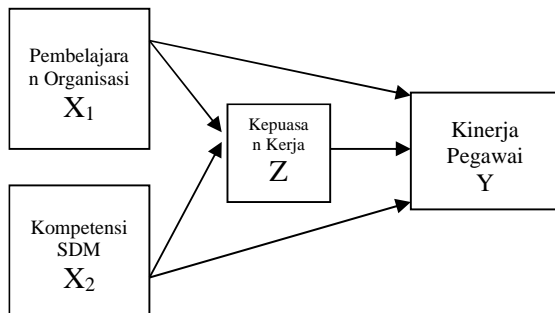 Pembelajara
n Organisasi
X1
Kepuasa
n Kerja
Z
Kinerja
Pegawai
Y
Kompetensi
SDM
X2